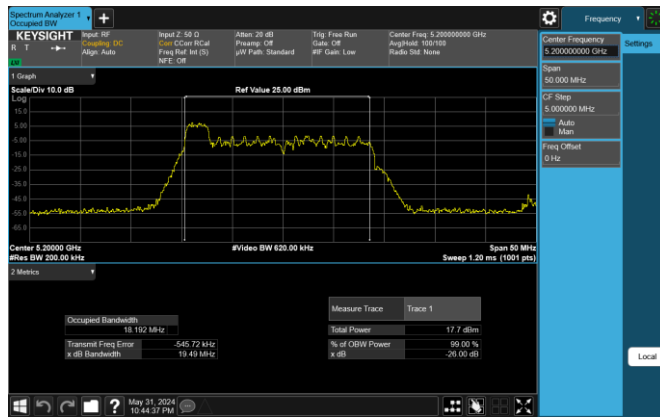 Spectrum Analyzer 1
Occupied BW
+
Frequency
KEYSIGHT
R T
Input: RF
Coupling: DC
Align: Auto
Input Z: 50 Ω
Corr CCorr RCal
Freq Ref: Int (S)
NFE: Off
Atten: 20 dB
Preamp: Off
µW Path: Standard
Trig: Free Run
Gate: Off
#IF Gain: Low
Center Freq: 5.200000000 GHz
Avg|Hold: 100/100
Radio Std: None
Center Frequency
5.200000000 GHz
Settings
Span
50.000 MHz
CF Step
5.000000 MHz
Auto
Man
Freq Offset
0 Hz
1 Graph
Scale/Div 10.0 dB
Ref Value 25.00 dBm
Log
15.0
5.00
-5.00
-15.0
-25.0
-35.0
-45.0
-55.0
-65.0
Center 5.20000 GHz
#Video BW 620.00 kHz
Span 50 MHz
#Res BW 200.00 kHz
Sweep 1.20 ms (1001 pts)
2 Metrics
Measure Trace
Trace 1
Occupied Bandwidth
18.192 MHz
Total Power
17.7 dBm
Transmit Freq Error
-545.72 kHz
% of OBW Power
99.00 %
x dB Bandwidth
19.49 MHz
x dB
-26.00 dB
Local
?
May 31, 2024
10:44:37 PM